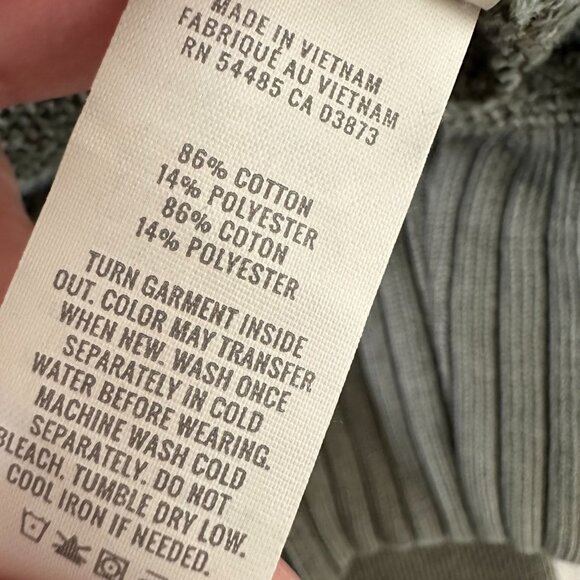 MADE IN VIETNAM
FABRIQUÉ AU VIETNAM
RN 54485 CA 03873
86% COTTON
14% POLYESTER
86% COTON
14% POLYESTER
TURN GARMENT INSIDE
OUT. COLOR MAY TRANSFER
WHEN NEW. WASH ONCE
SEPARATELY IN COLD
WATER BEFORE WEARING.
MACHINE WASH COLD
SEPARATELY. DO NOT
BLEACH. TUMBLE DRY LOW.
COOL IRON IF NEEDED.